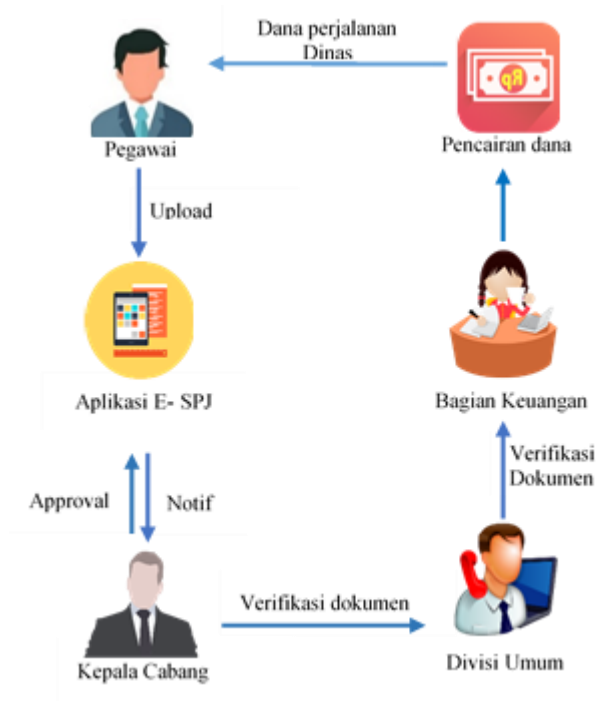 Dana perjalanan
Dinas
Pegawai
Rp
Pencairan dana
Upload
Aplikasi E- SPJ
Bagian Keuangan
Verifikasi
Dokumen
Approval
Notif
Verifikasi dokumen
Kepala Cabang
Divisi Umum